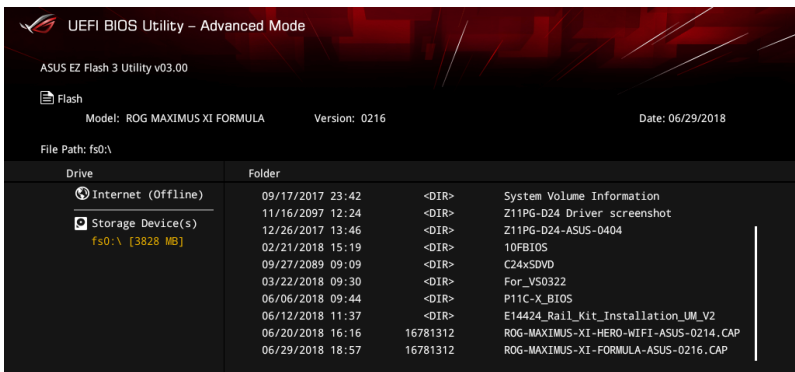 UEFI BIOS Utility – Advanced Mode
ASUS EZ Flash 3 Utility v03.00
Flash
Model: ROG MAXIMUS XI FORMULA Version: 0216 Date: 06/29/2018
File Path: fs0:\
Drive Folder
Internet (Offline)
Storage Device(s)
fs0:\ [3828 MB]
09/17/2017 23:42 <DIR> System Volume Information
11/16/2097 12:24 <DIR> Z11PG-D24 Driver screenshot
12/26/2017 13:46 <DIR> Z11PG-D24-ASUS-0404
02/21/2018 15:19 <DIR> 10FBIOS
09/27/2089 09:09 <DIR> C24xSDVD
03/22/2018 09:30 <DIR> For_VS0322
06/06/2018 09:44 <DIR> P11C-X_BIOS
06/12/2018 11:37 <DIR> E14424_Rail_Kit_Installation_UM_V2
06/20/2018 16:16 16781312 ROG-MAXIMUS-XI-HERO-WIFI-ASUS-0214.CAP
06/29/2018 18:57 16781312 ROG-MAXIMUS-XI-FORMULA-ASUS-0216.CAP